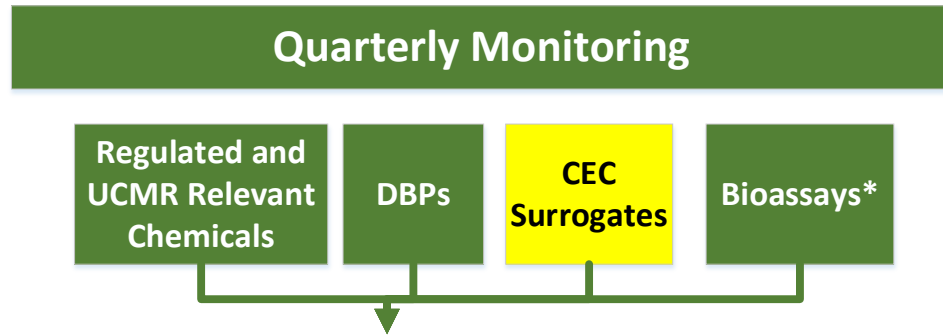 Quarterly Monitoring
Regulated and
UCMR Relevant
Chemicals
DBPs
CEC
Surrogates
Bioassays*